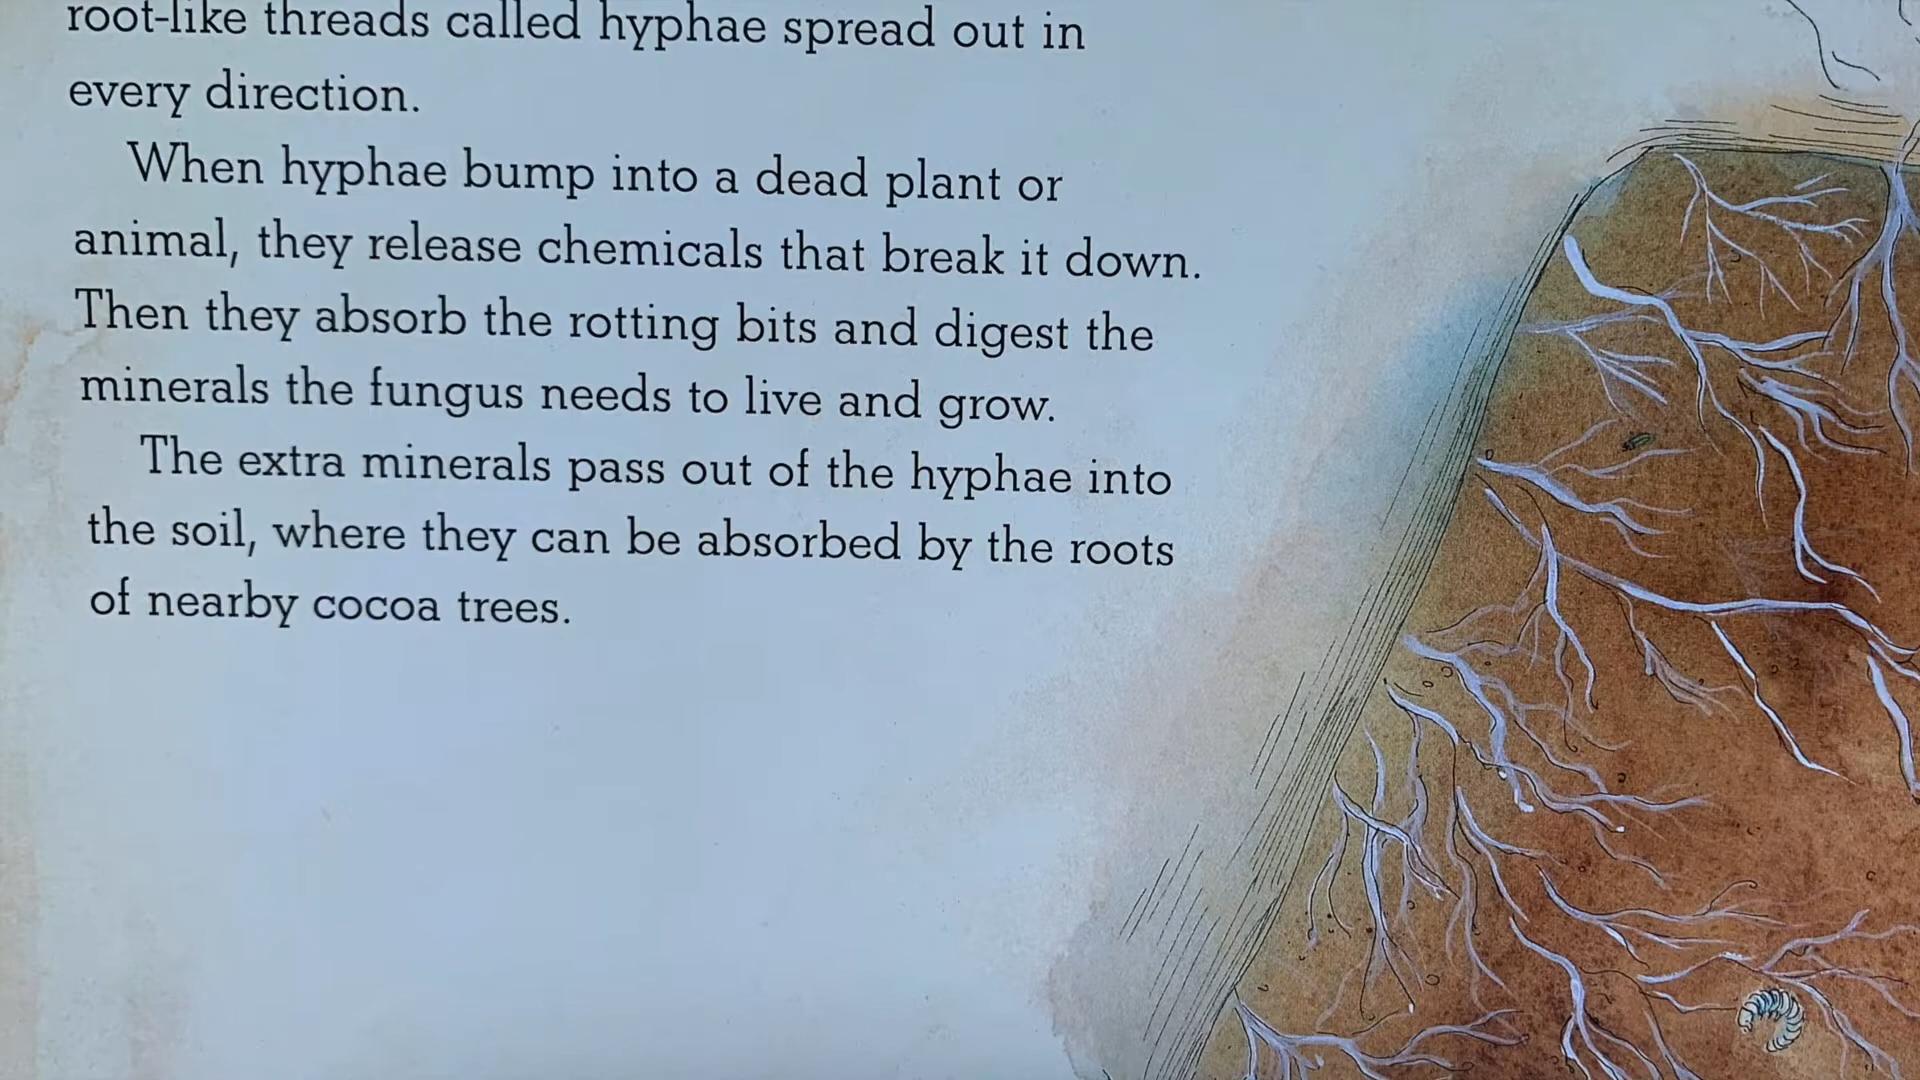 root-like threads called hyphae spread out in
every direction.
When hyphae bump into a dead plant or
animal, they release chemicals that break it down.
Then they absorb the rotting bits and digest the
minerals the fungus needs to live and grow.
The extra minerals pass out of the hyphae into
the soil, where they can be absorbed by the roots
of nearby cocoa trees.